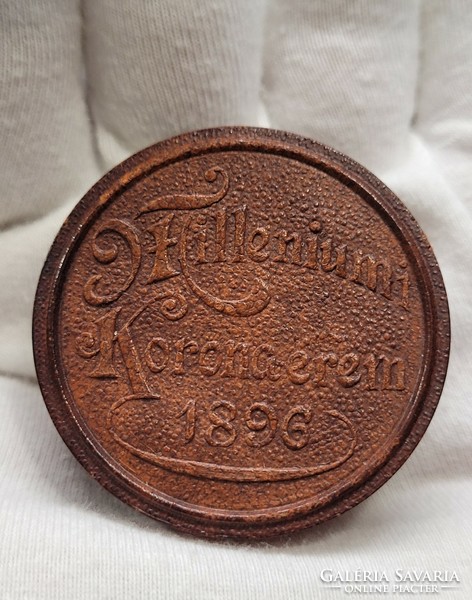 Milleniumi
Koronaérem
1896
GALÉRIA SAVARIA
ONLINE PIACTÉR